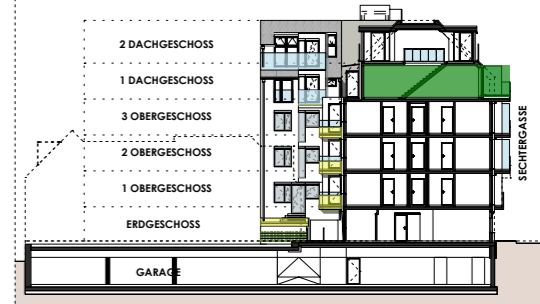 2 DACHGESCHOSS
1 DACHGESCHOSS
3 OBERGESCHOSS
2 OBERGESCHOSS
1 OBERGESCHOSS
ERDGESCHOSS
GARAGE
SECHTERGASSE